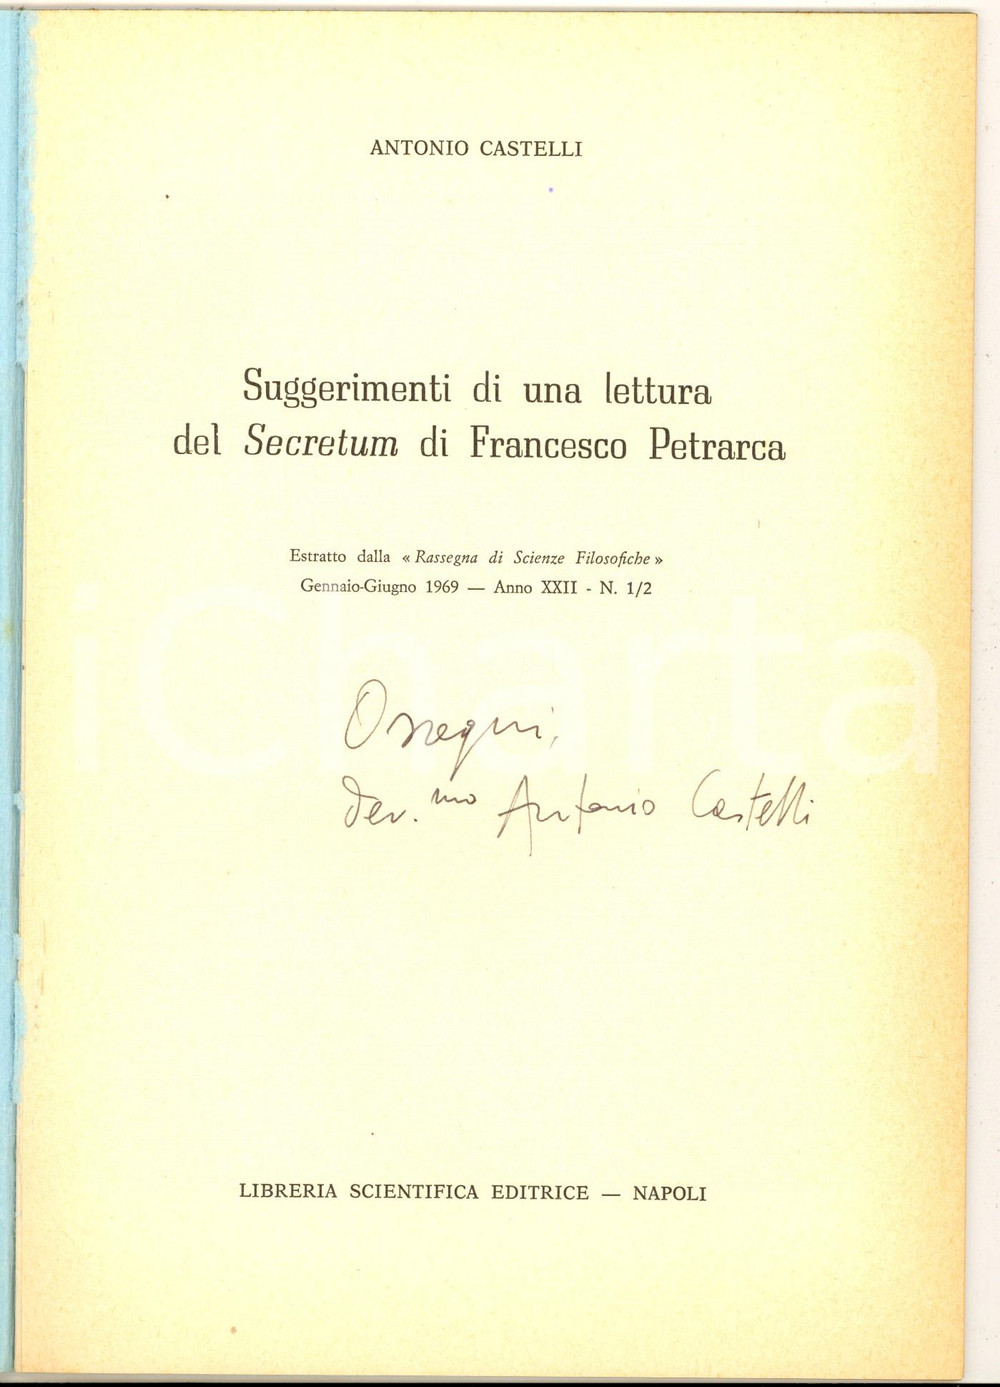 ANTONIO CASTELLI
Suggerimenti di una lettura
del Secretum di Francesco Petrarca
Estratto dalla « Rassegna di Scienze Filosofiche »
Gennaio-Giugno 1969 — Anno XXII - N. 1/2
iCharta
Ossequi,
dev.mo Antonio Castelli
LIBRERIA SCIENTIFICA EDITRICE — NAPOLI